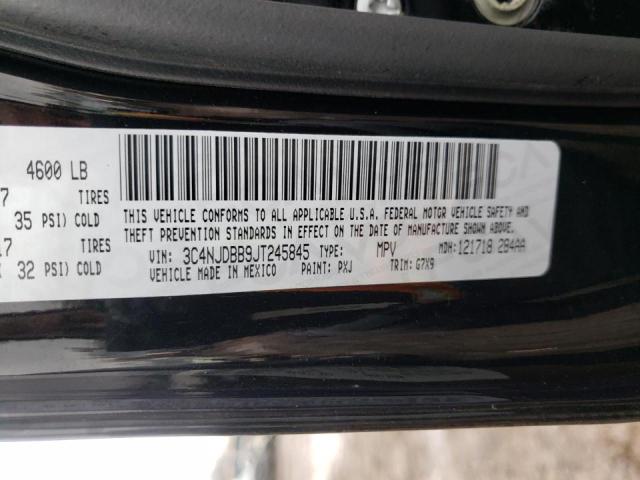 4600 LB
7 TIRES
35 PSI) COLD
17 TIRES
32 PSI) COLD
THIS VEHICLE CONFORMS TO ALL APPLICABLE U.S.A. FEDERAL MOTOR VEHICLE SAFETY AND
THEFT PREVENTION STANDARDS IN EFFECT ON THE DATE OF MANUFACTURE SHOWN ABOVE.
VIN: 3C4NJDBB9JT245845 TYPE: MPV MDH: 121718 284AA
VEHICLE MADE IN MEXICO PAINT: PXJ TRIM: G7X9